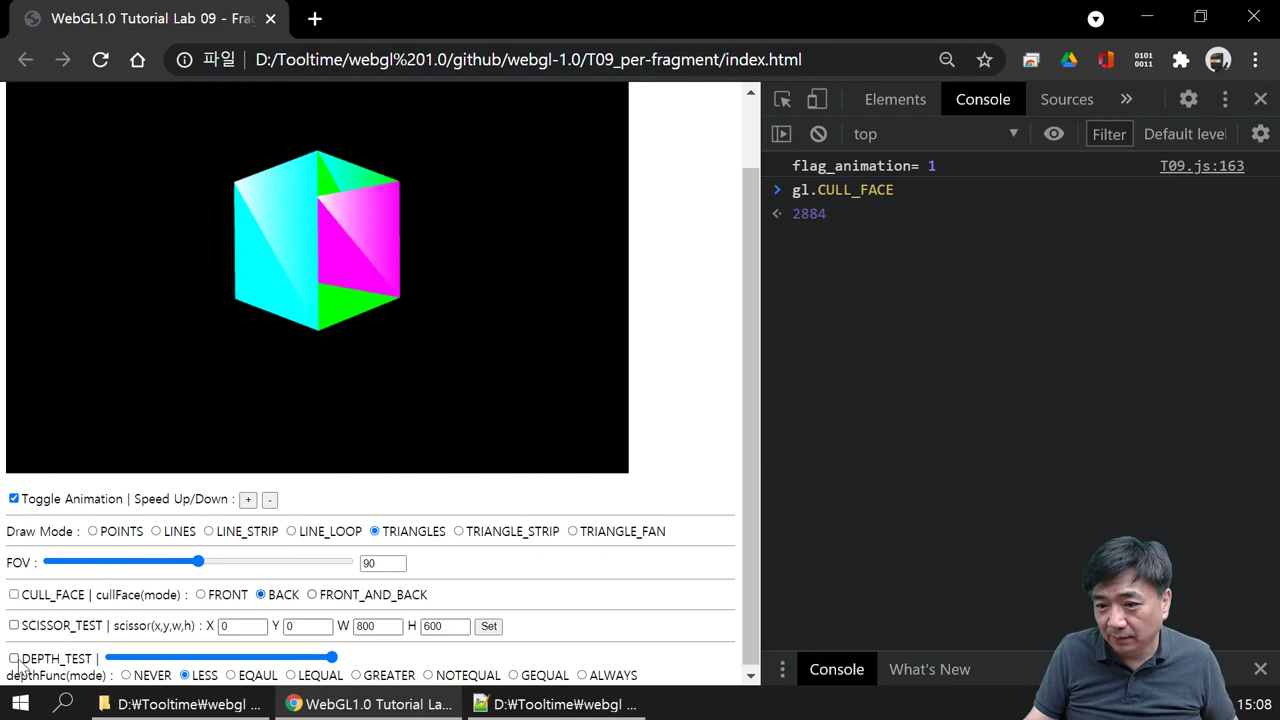 WebGL1.0 Tutorial Lab 09 - Frag
파일
D:/Tooltime/webgl%201.0/github/webgl-1.0/T09_per-fragment/index.html
0101
0011
Elements
Console
Sources
top
Filter
Default leve
flag_animation= 1
T09.js:163
gl.CULL_FACE
2884
Toggle Animation | Speed Up/Down : + -
Draw Mode : POINTS LINES LINE_STRIP LINE_LOOP TRIANGLES TRIANGLE_STRIP TRIANGLE_FAN
FOV : 90
CULL_FACE | cullFace(mode) : FRONT BACK FRONT_AND_BACK
SCISSOR_TEST | scissor(x,y,w,h) : X 0 Y 0 W 800 H 600 Set
DEPTH_TEST |
depthFunc(mode) : NEVER LESS EQAUL LEQUAL GREATER NOTEQUAL GEQUAL ALWAYS
Console
What's New
D:₩Tooltime₩webgl ...
WebGL1.0 Tutorial La...
D:₩Tooltime₩webgl ...
15:08